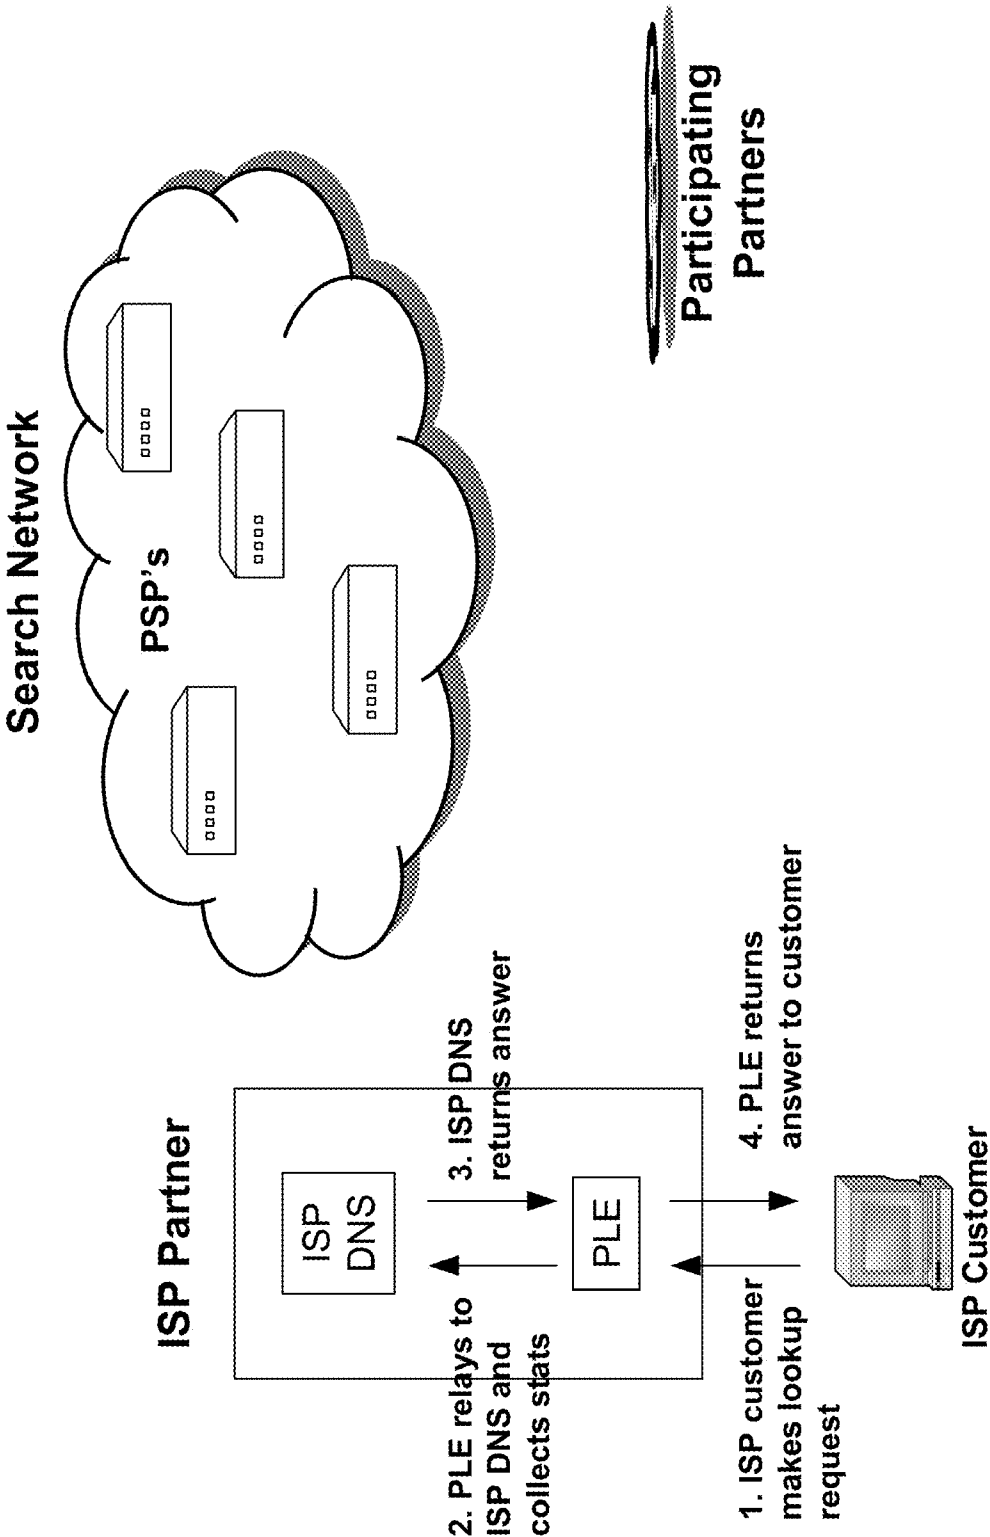 Search Network
ISP Partner
PSP's
ISP
DNS
2. PLE relays to
ISP DNS and
collects stats
3. ISP DNS
returns answer
PLE
Participating
Partners
1. ISP customer
makes lookup
request
4. PLE returns
answer to customer
ISP Customer